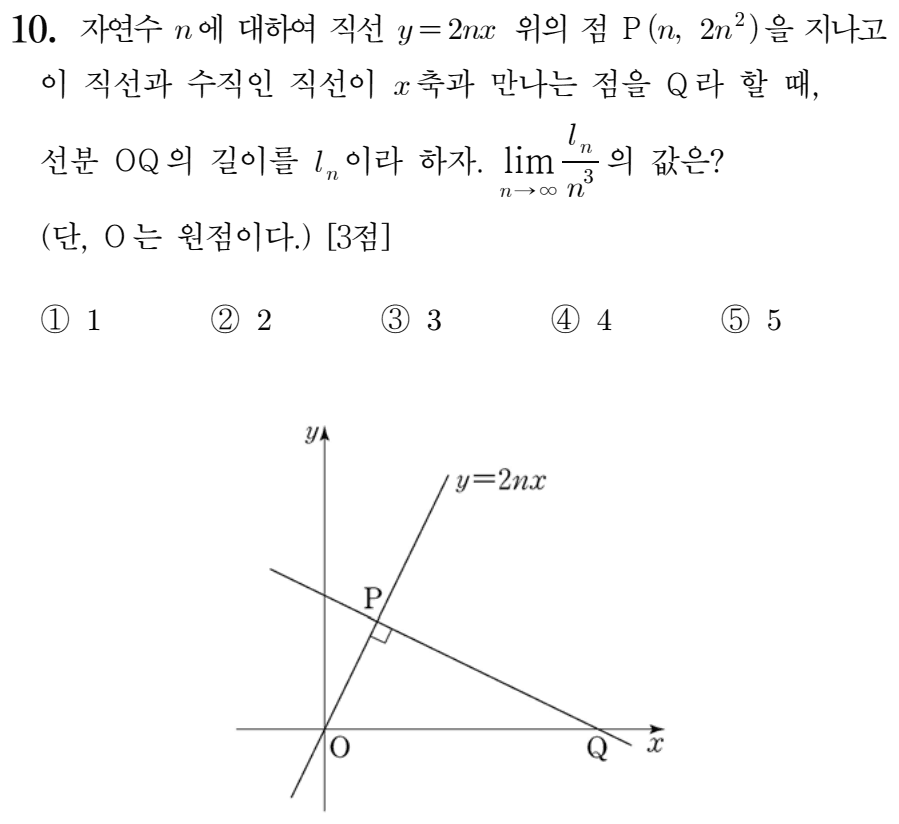 10. 자연수 n에 대하여 직선 y=2nx 위의 점 P(n, 2n²)을 지나고
이 직선과 수직인 직선이 x축과 만나는 점을 Q라 할 때,
선분 OQ의 길이를 lₙ이라 하자. lim_{n→∞} lₙ/n³ 의 값은?
(단, O는 원점이다.) [3점]
① 1 ② 2 ③ 3 ④ 4 ⑤ 5
y
y=2nx
P
O
Q
x